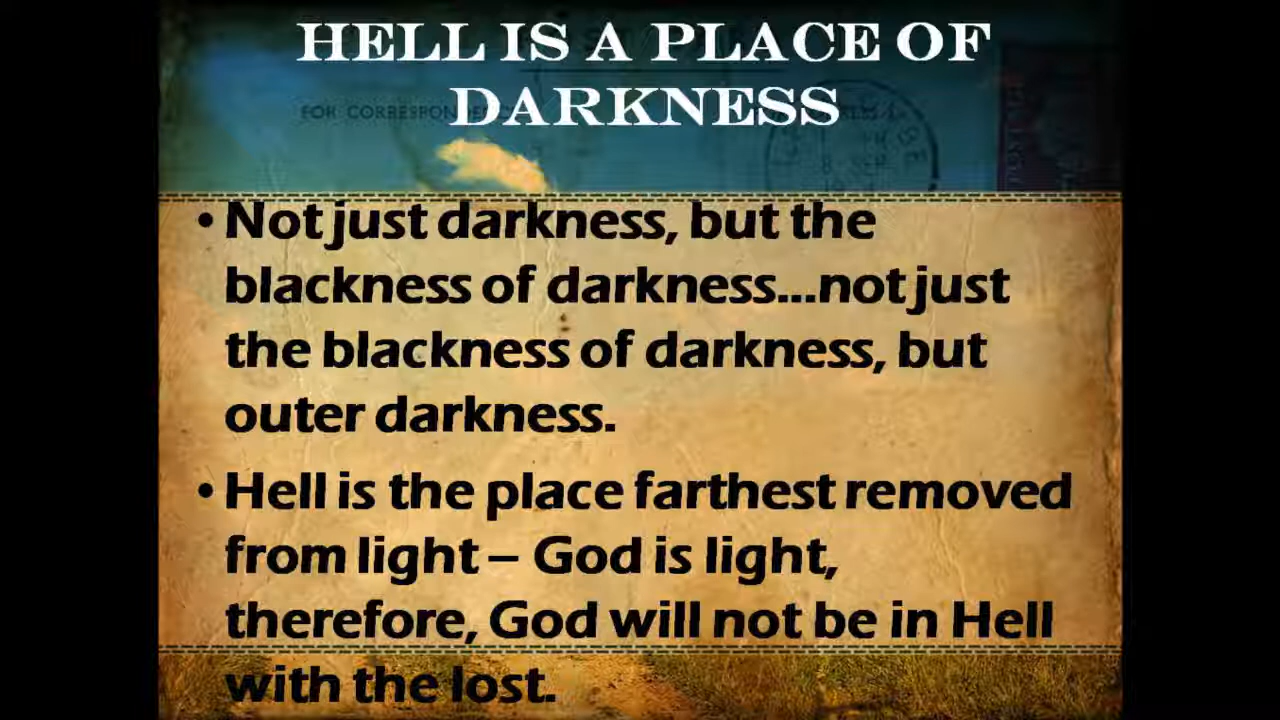 HELL IS A PLACE OF
DARKNESS
FOR CORRESPONDENCE
• Not just darkness, but the
blackness of darkness...not just
the blackness of darkness, but
outer darkness.
• Hell is the place farthest removed
from light – God is light,
therefore, God will not be in Hell
with the lost.